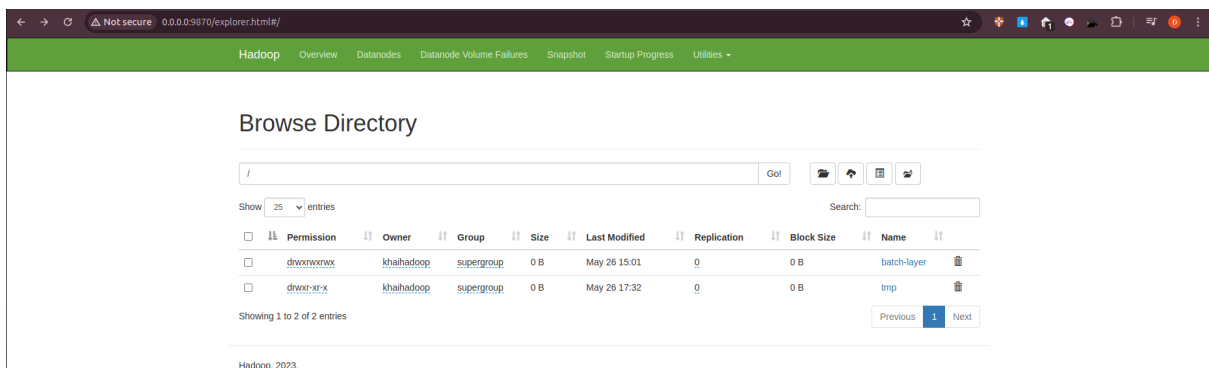 Not secure 0.0.0.0:9870/explorer.html#/
1
D
Hadoop Overview Datanodes Datanode Volume Failures Snapshot Startup Progress Utilities
Browse Directory
/ Go!
Show 25 entries Search:
Permission Owner Group Size Last Modified Replication Block Size Name
drwxrwxrwx khaihadoop supergroup 0 B May 26 15:01 0 0 B batch-layer
drwxr-xr-x khaihadoop supergroup 0 B May 26 17:32 0 0 B tmp
Showing 1 to 2 of 2 entries Previous 1 Next
Hadoop, 2023.